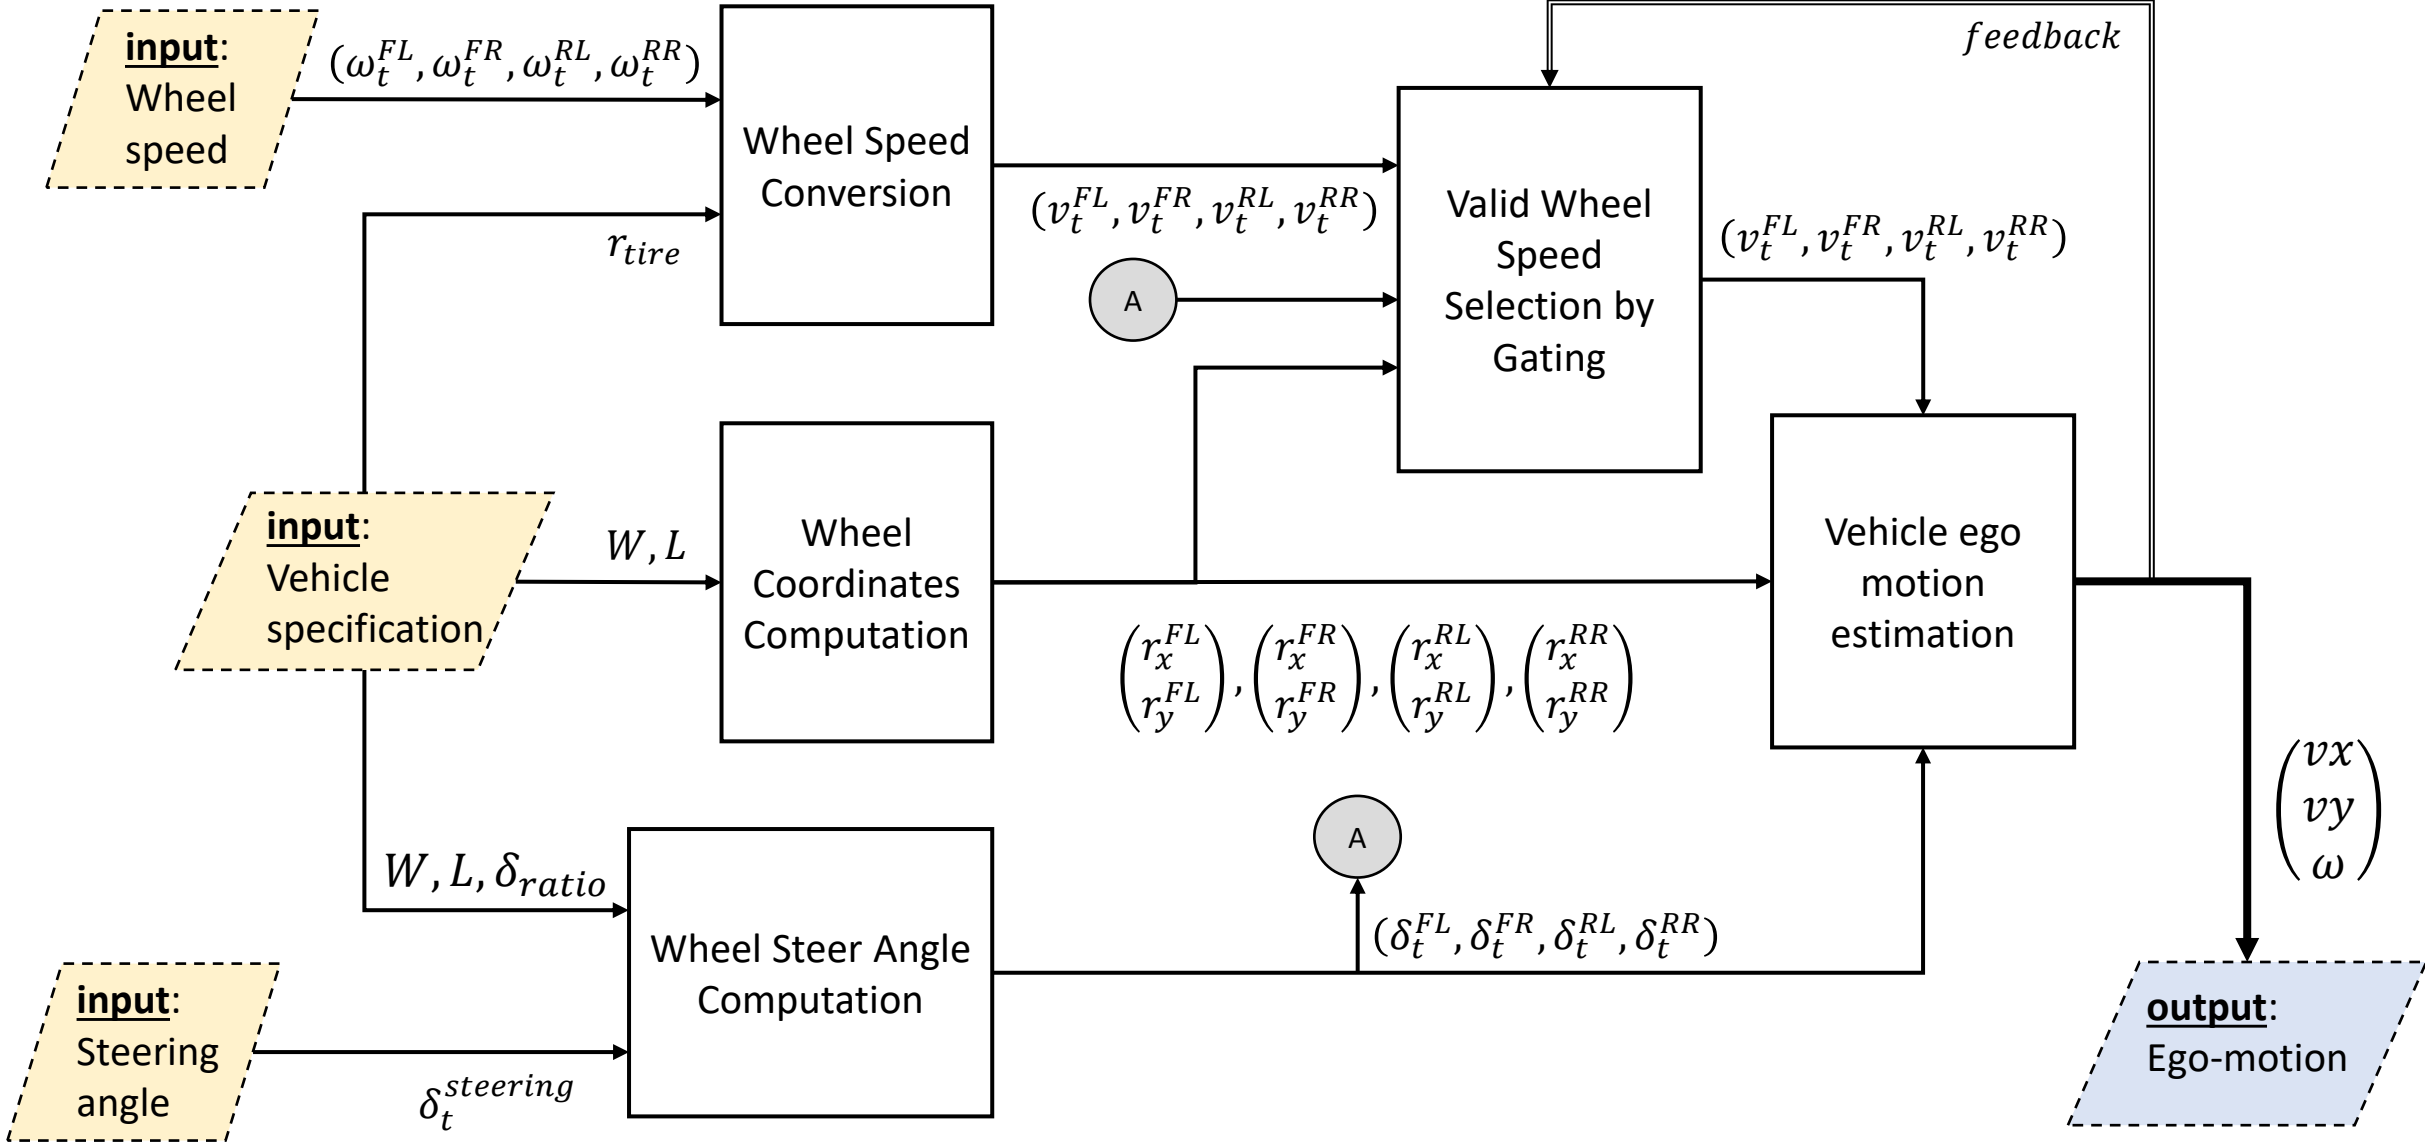 input:
Wheel
speed
(ω_t^{FL}, ω_t^{FR}, ω_t^{RL}, ω_t^{RR})
r_{tire}
Wheel Speed
Conversion
(v_t^{FL}, v_t^{FR}, v_t^{RL}, v_t^{RR})
A
Valid Wheel
Speed
Selection by
Gating
feedback
(v_t^{FL}, v_t^{FR}, v_t^{RL}, v_t^{RR})
input:
Vehicle
specification
W, L
Wheel
Coordinates
Computation
(r_x^{FL} r_y^{FL}), (r_x^{FR} r_y^{FR}), (r_x^{RL} r_y^{RL}), (r_x^{RR} r_y^{RR})
Vehicle ego
motion
estimation
(vx
vy
ω)
W, L, δ_{ratio}
input:
Steering
angle
δ_t^{steering}
Wheel Steer Angle
Computation
A
(δ_t^{FL}, δ_t^{FR}, δ_t^{RL}, δ_t^{RR})
output:
Ego-motion